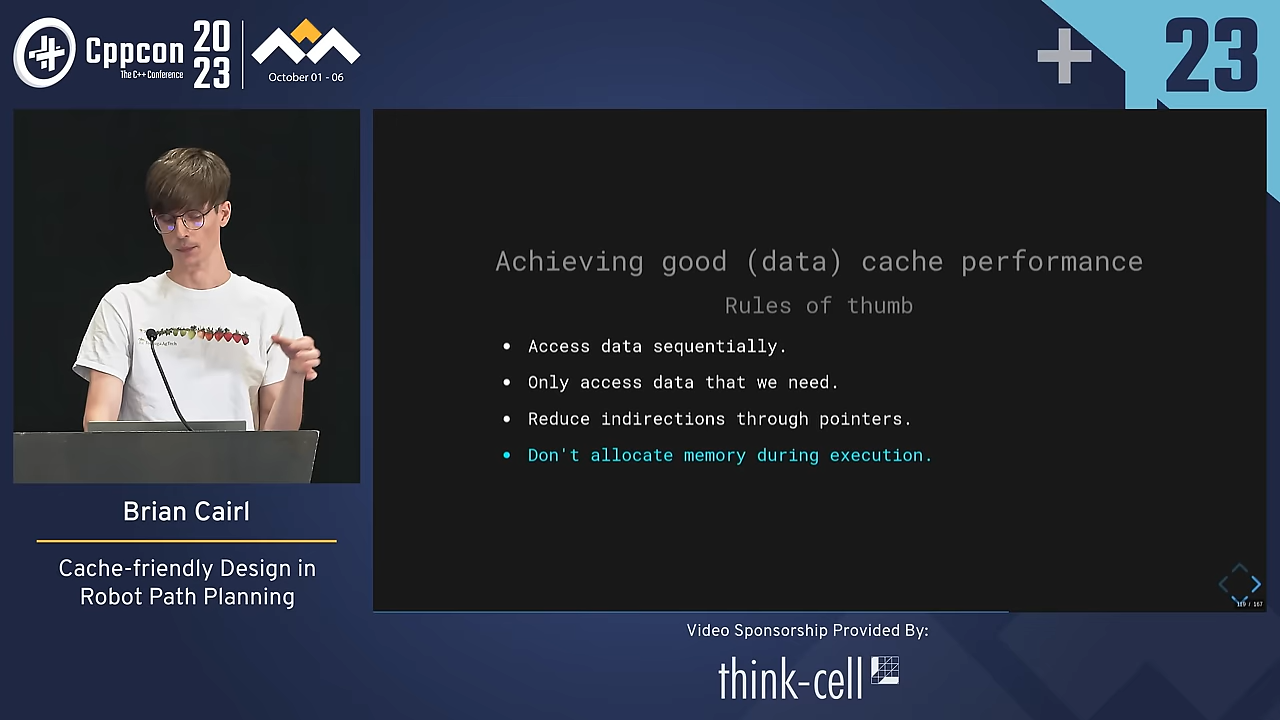 Cppcon
The C++ Conference
20
23
October 01 - 06
23
Achieving good (data) cache performance
Rules of thumb
• Access data sequentially.
• Only access data that we need.
• Reduce indirections through pointers.
• Don't allocate memory during execution.
119 / 167
Brian Cairl
Cache-friendly Design in
Robot Path Planning
Video Sponsorship Provided By:
think-cell